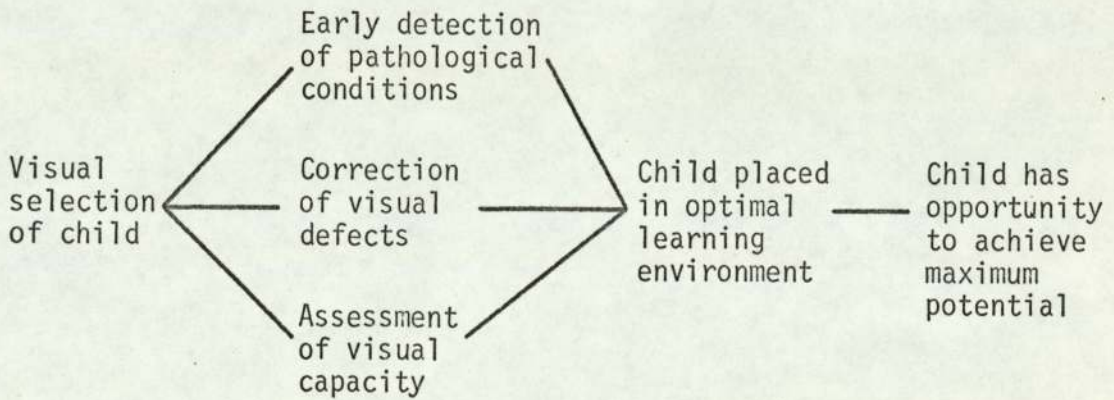 Early detection
of pathological
conditions
Visual
selection
of child
Correction
of visual
defects
Assessment
of visual
capacity
Child placed
in optimal
learning
environment
Child has
opportunity
to achieve
maximum
potential